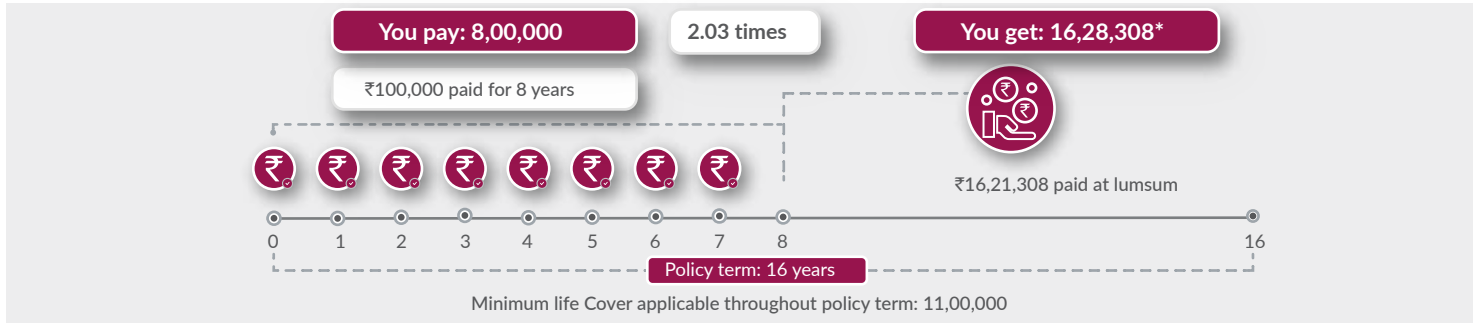 You pay: 8,00,000
2.03 times
You get: 16,28,308*
₹100,000 paid for 8 years
₹ ₹
₹ ₹ ₹ ₹ ₹ ₹ ₹ ₹
₹16,21,308 paid at lumsum
0 1 2 3 4 5 6 7 8 16
Policy term: 16 years
Minimum life Cover applicable throughout policy term: 11,00,000